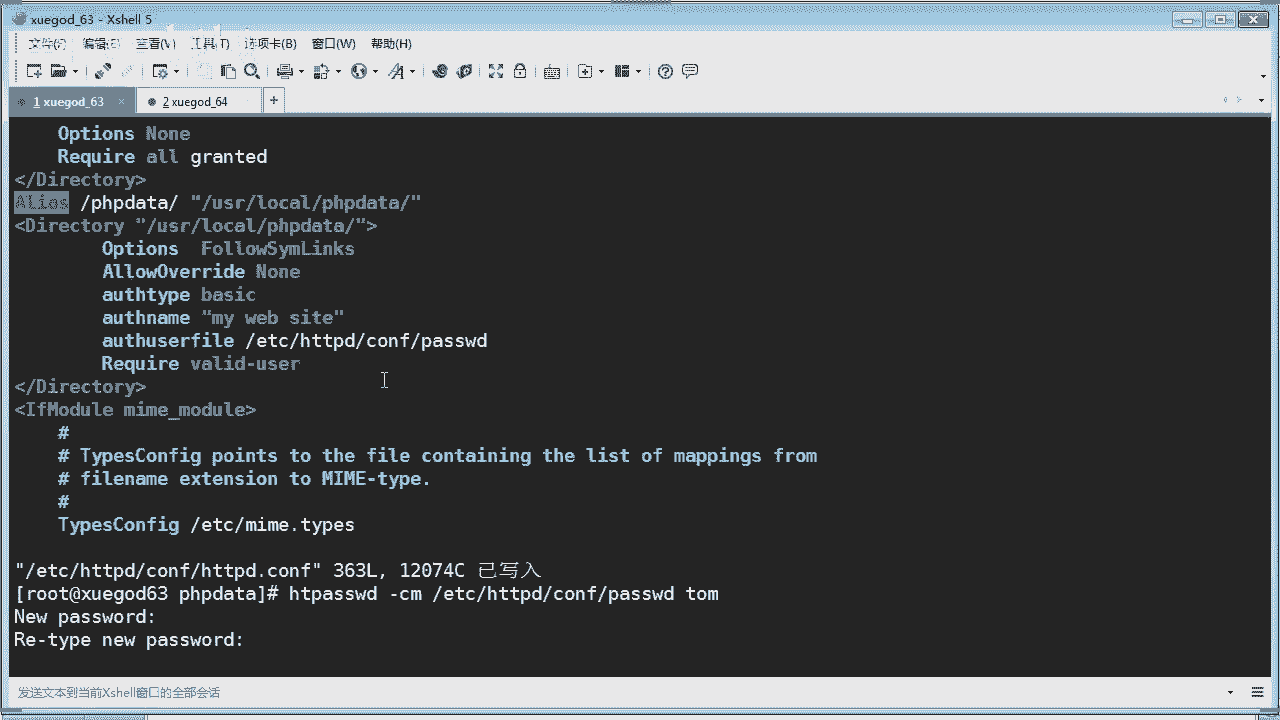 xuegod_63 - Xshell 5
文件(F) 编辑(E) 查看(V) 工具(T) 选项卡(B) 窗口(W) 帮助(H)
1 xuegod_63 × 2 xuegod_64 +
Options None
Require all granted
</Directory>
Alias /phpdata/ "/usr/local/phpdata/"
<Directory "/usr/local/phpdata/">
Options FollowSymLinks
AllowOverride None
authtype basic
authname "my web site"
authuserfile /etc/httpd/conf/passwd
Require valid-user
</Directory>
<IfModule mime_module>
#
# TypesConfig points to the file containing the list of mappings from
# filename extension to MIME-type.
#
TypesConfig /etc/mime.types
"/etc/httpd/conf/httpd.conf" 363L, 12074C 已写入
[root@xuegod63 phpdata]# htpasswd -cm /etc/httpd/conf/passwd tom
New password:
Re-type new password:
发送文本到当前Xshell窗口的全部会话